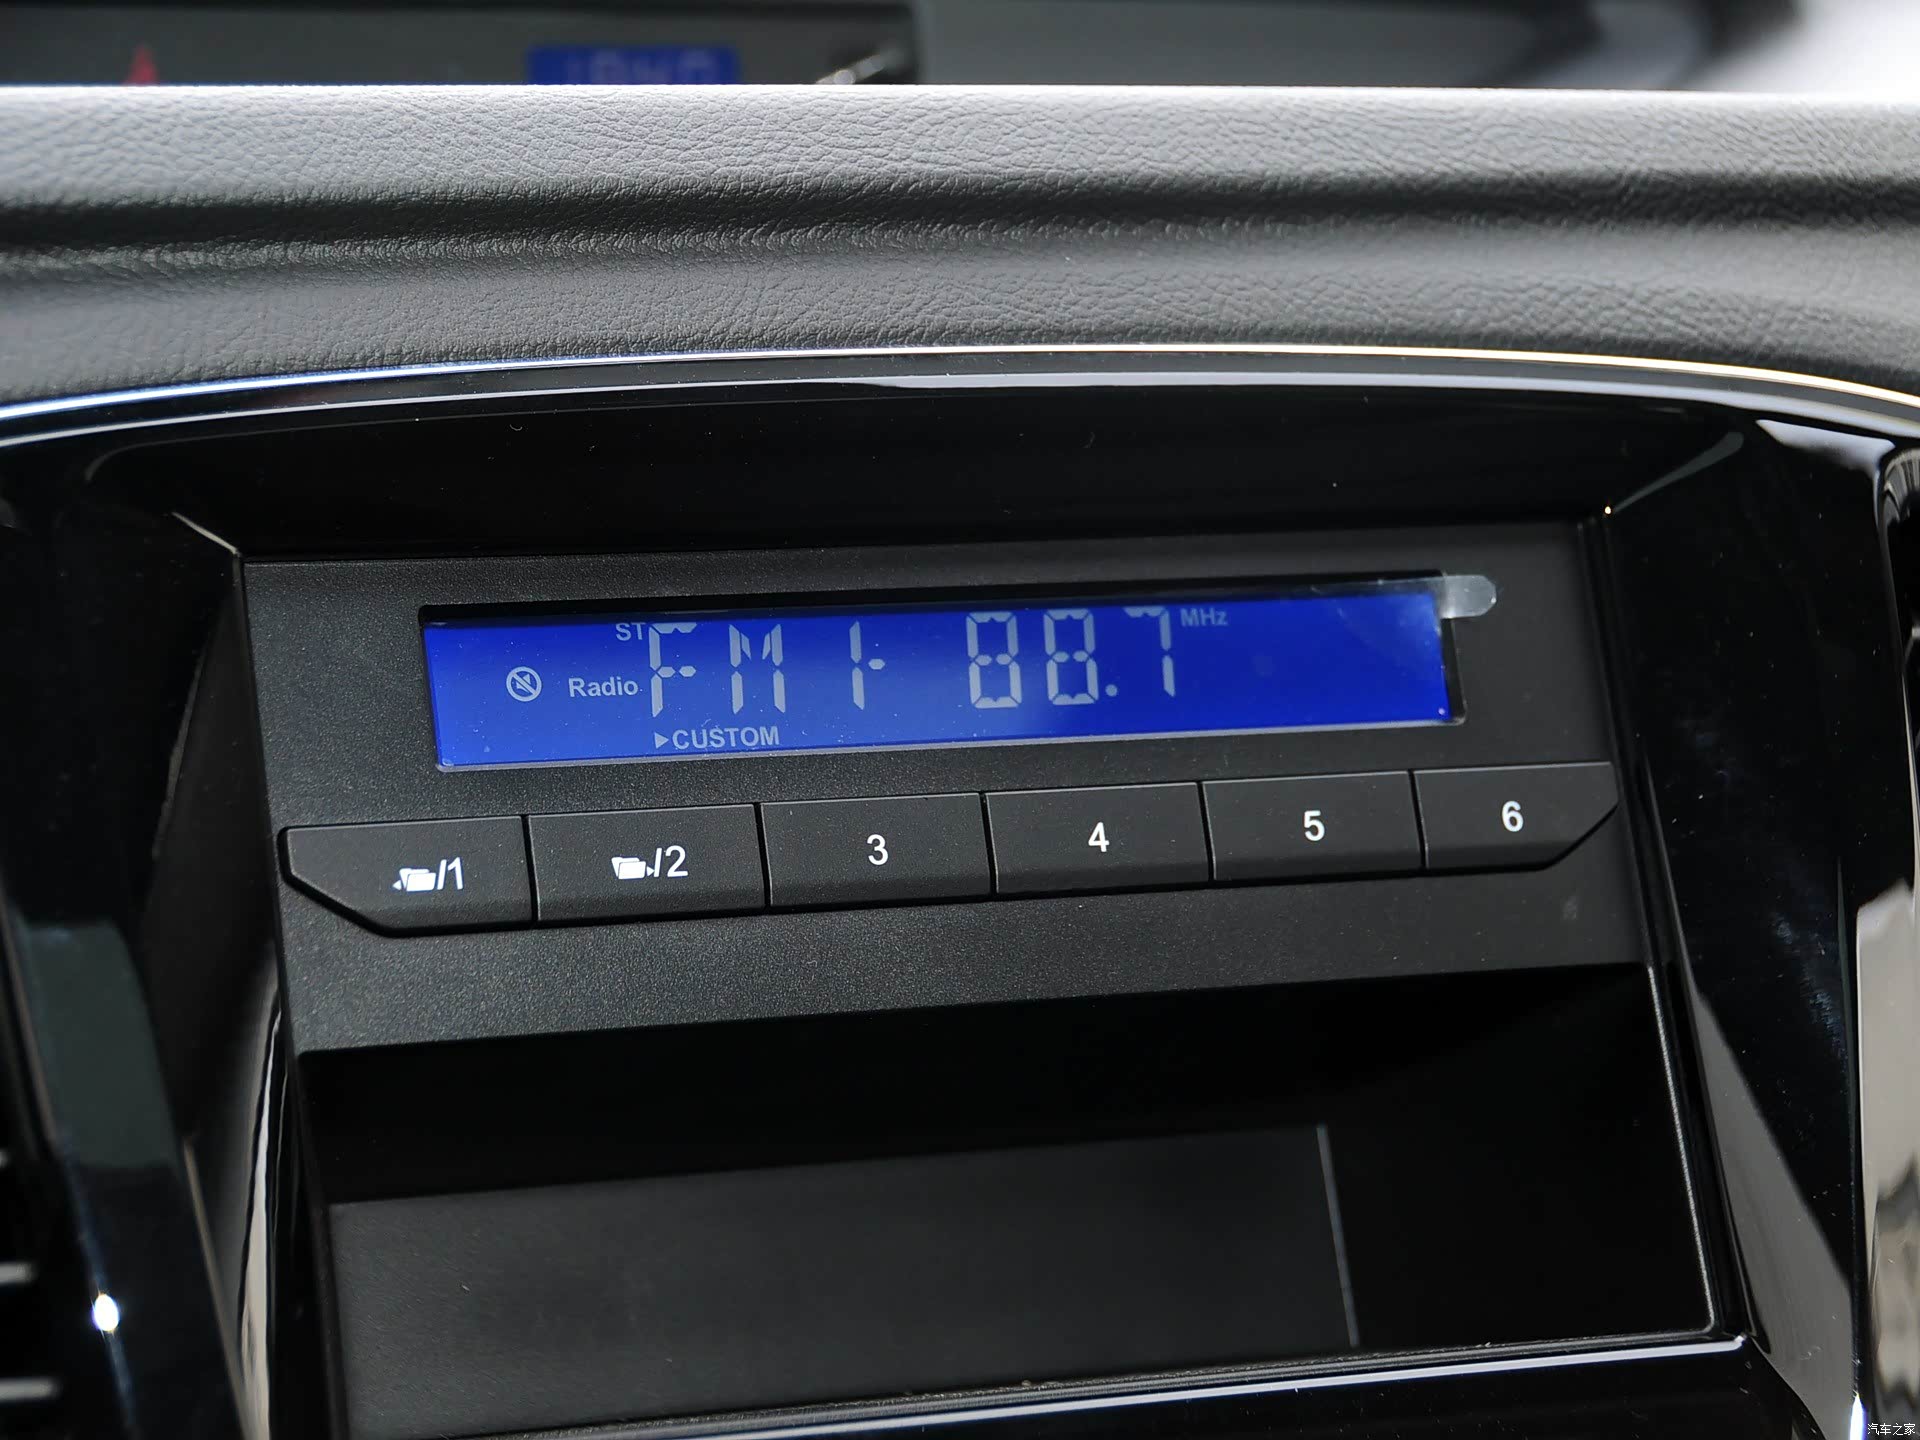 ST FM1- 88.7 MHz
Radio
►CUSTOM
/1 /2 3 4 5 6
汽车之家